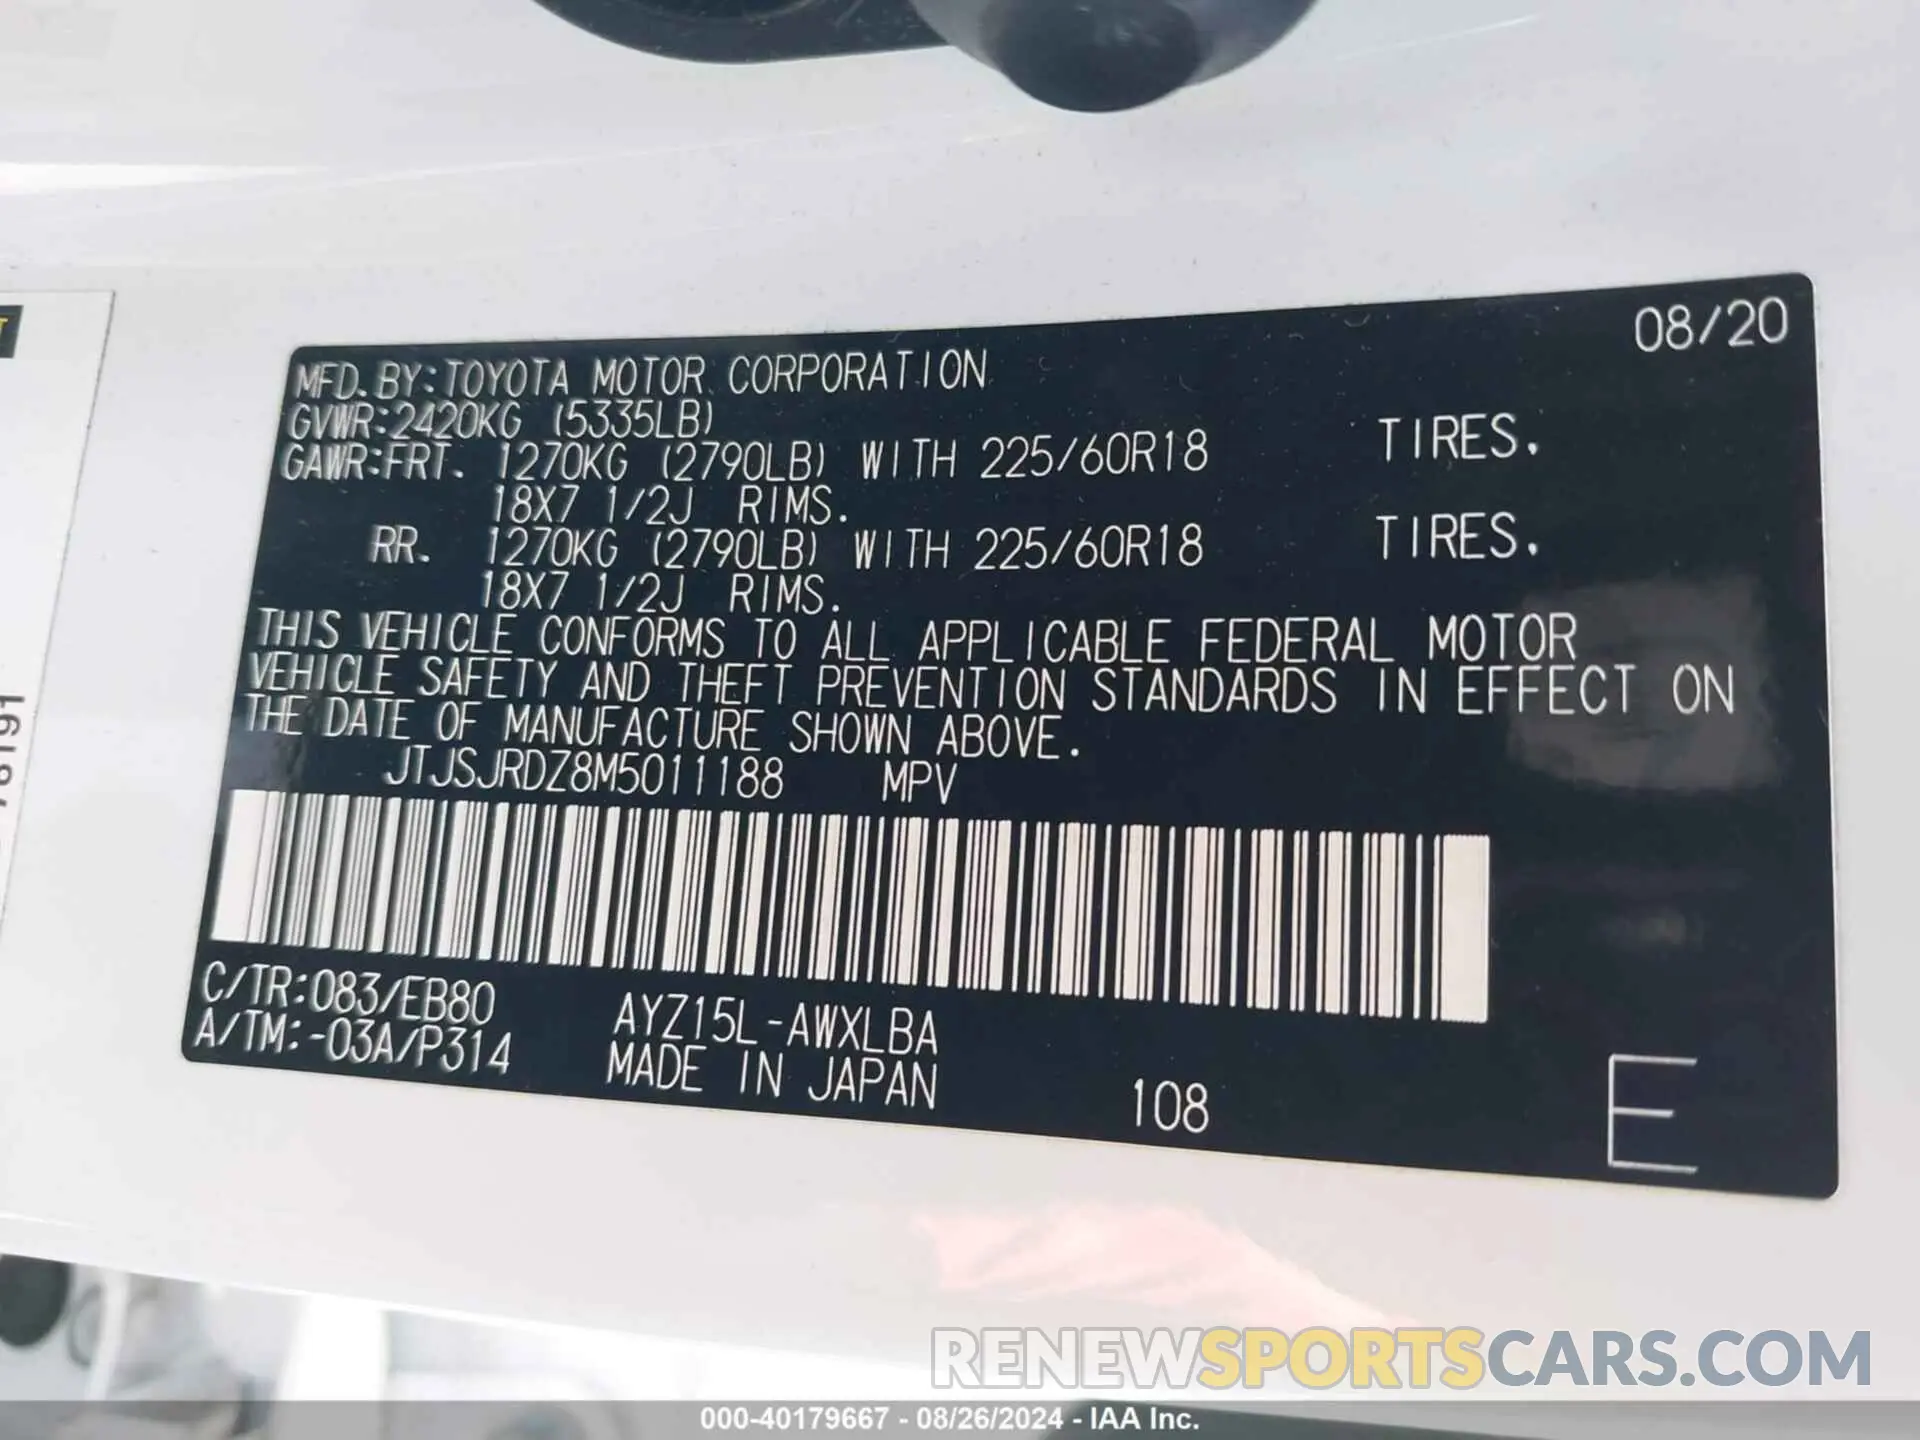 08/20
MFD.BY:TOYOTA MOTOR CORPORATION
GVWR:2420KG (5335LB)
GAWR:FRT. 1270KG (2790LB) WITH 225/60R18 TIRES.
18X7 1/2J RIMS.
RR. 1270KG (2790LB) WITH 225/60R18 TIRES.
18X7 1/2J RIMS.
THIS VEHICLE CONFORMS TO ALL APPLICABLE FEDERAL MOTOR
VEHICLE SAFETY AND THEFT PREVENTION STANDARDS IN EFFECT ON
THE DATE OF MANUFACTURE SHOWN ABOVE.
JTJSJRDZ8M5011188 MPV
C/TR:083/EB80 AYZ15L-AWXLBA
A/TM:-03A/P314 MADE IN JAPAN 108 E
RENEWSPORTSCARS.COM
000-40179667 - 08/26/2024 - IAA Inc.